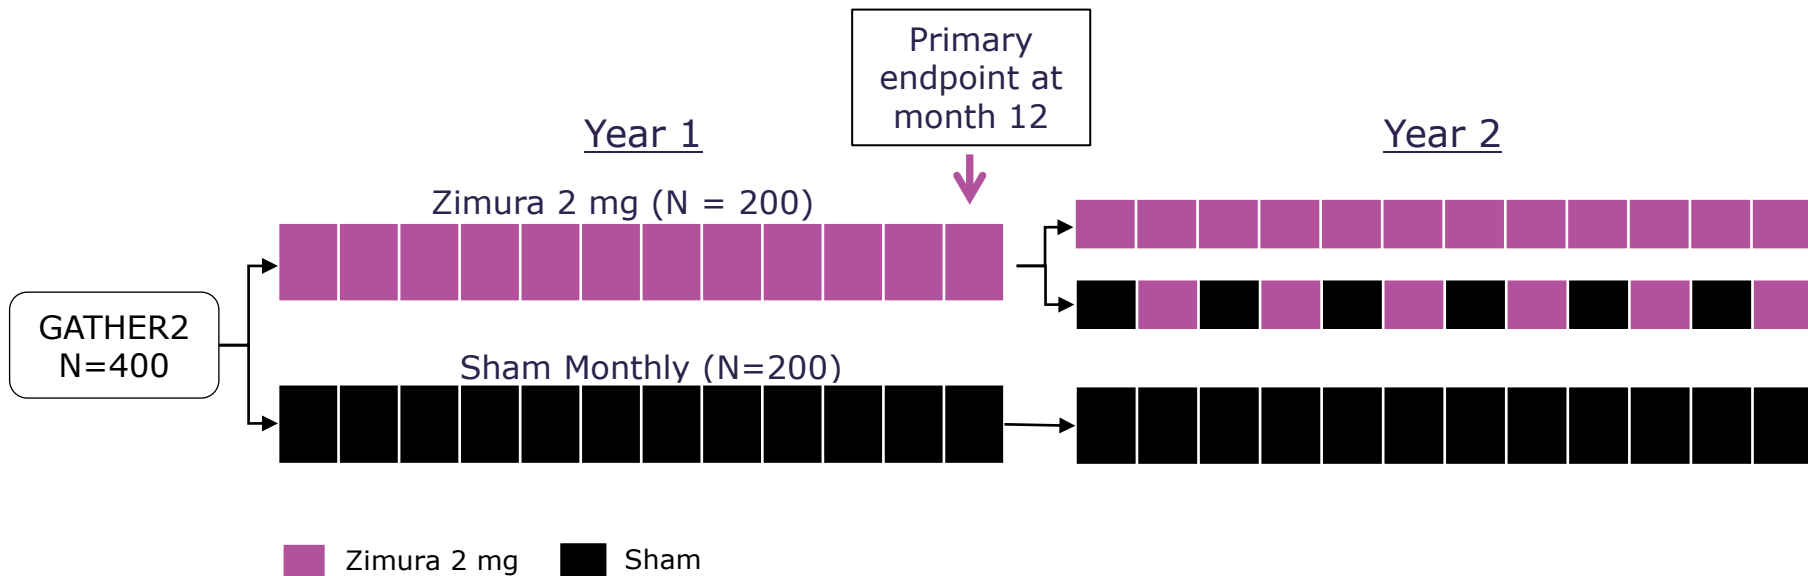 Primary
endpoint at
month 12
Year 1
Year 2
Zimura 2 mg (N = 200)
GATHER2
N=400
Sham Monthly (N=200)
Zimura 2 mg
Sham